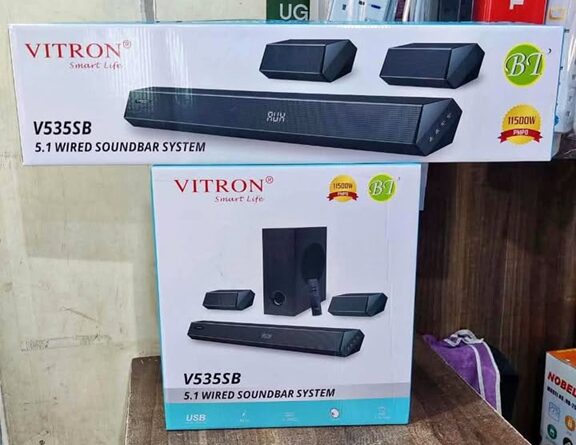 UG
VITRON®
Smart Life
BT
AUX
11500W
PMPO
V535SB
5.1 WIRED SOUNDBAR SYSTEM
VITRON®
Smart Life
11500W
PMPO
BT
AUX
V535SB
5.1 WIRED SOUNDBAR SYSTEM
USB
NOBEL